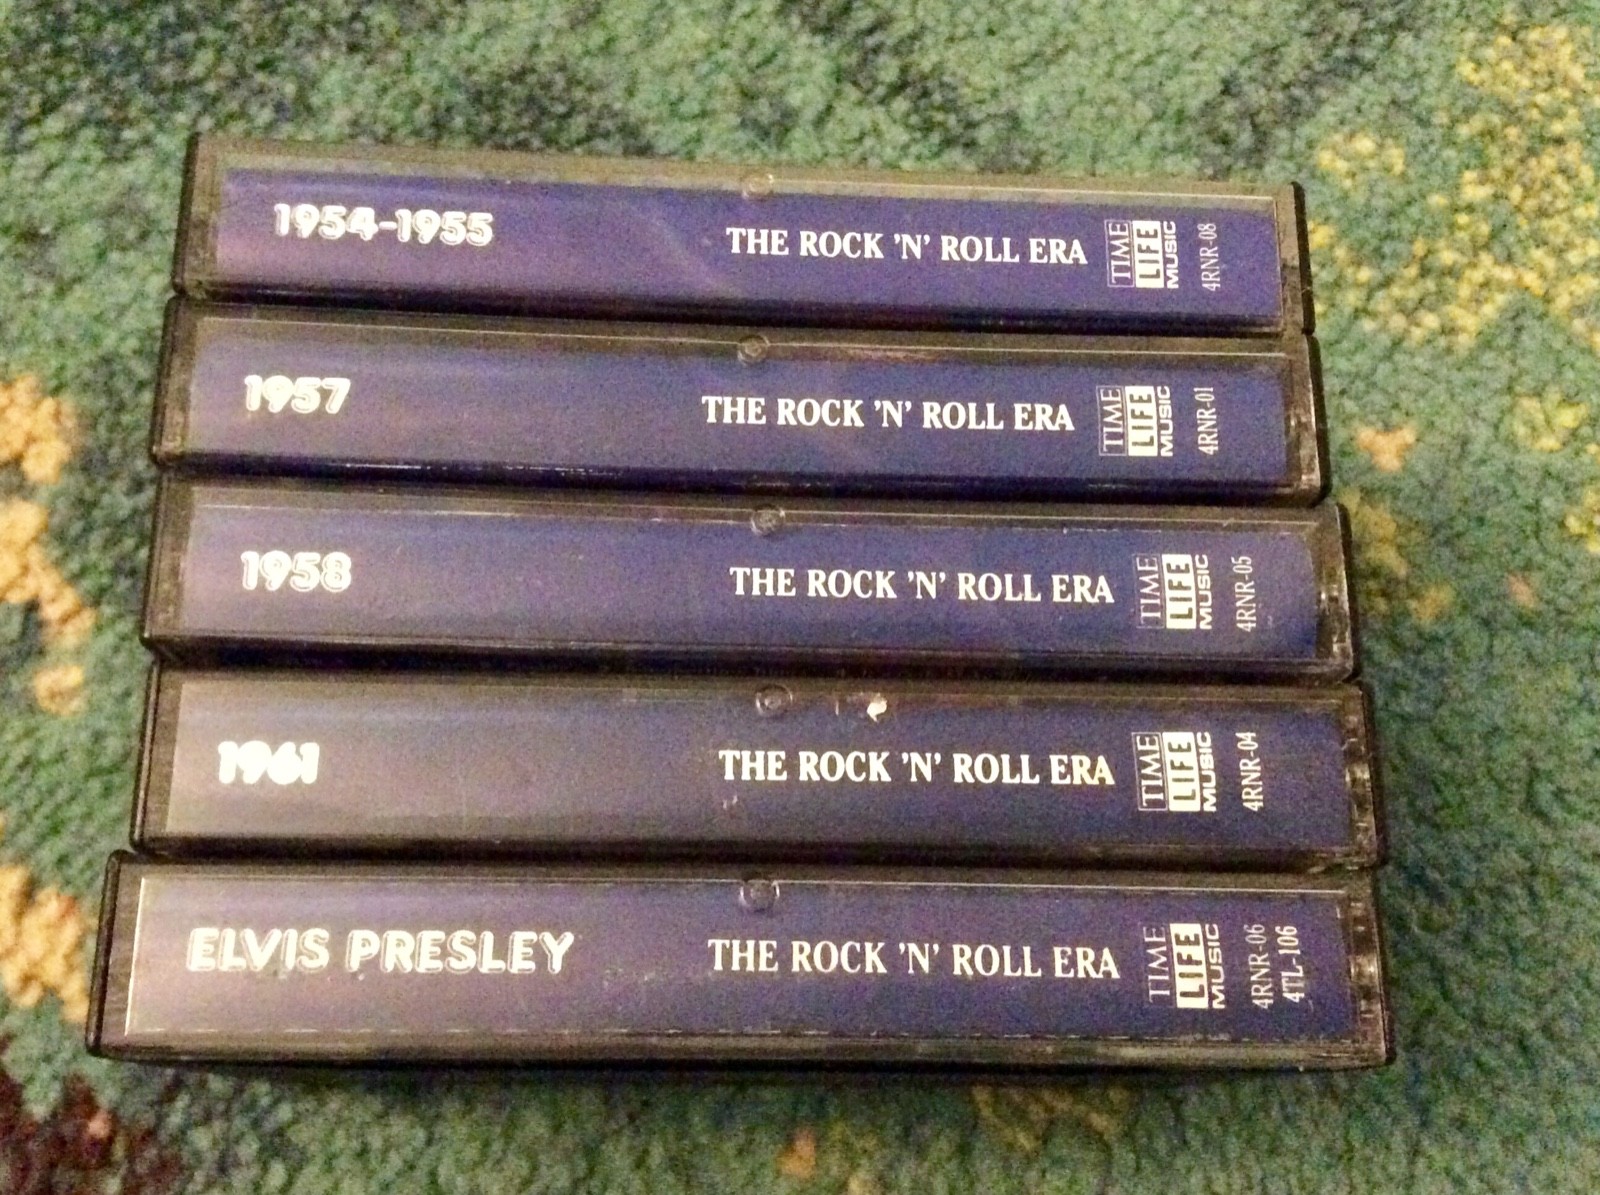 1954-1955 THE ROCK 'N' ROLL ERA TIME LIFE MUSIC 4RNR-08
1957 THE ROCK 'N' ROLL ERA TIME LIFE MUSIC 4RNR-01
1958 THE ROCK 'N' ROLL ERA TIME LIFE MUSIC 4RNR-05
1961 THE ROCK 'N' ROLL ERA TIME LIFE MUSIC 4RNR-04
ELVIS PRESLEY THE ROCK 'N' ROLL ERA TIME LIFE MUSIC 4RNR-06 4TL-106